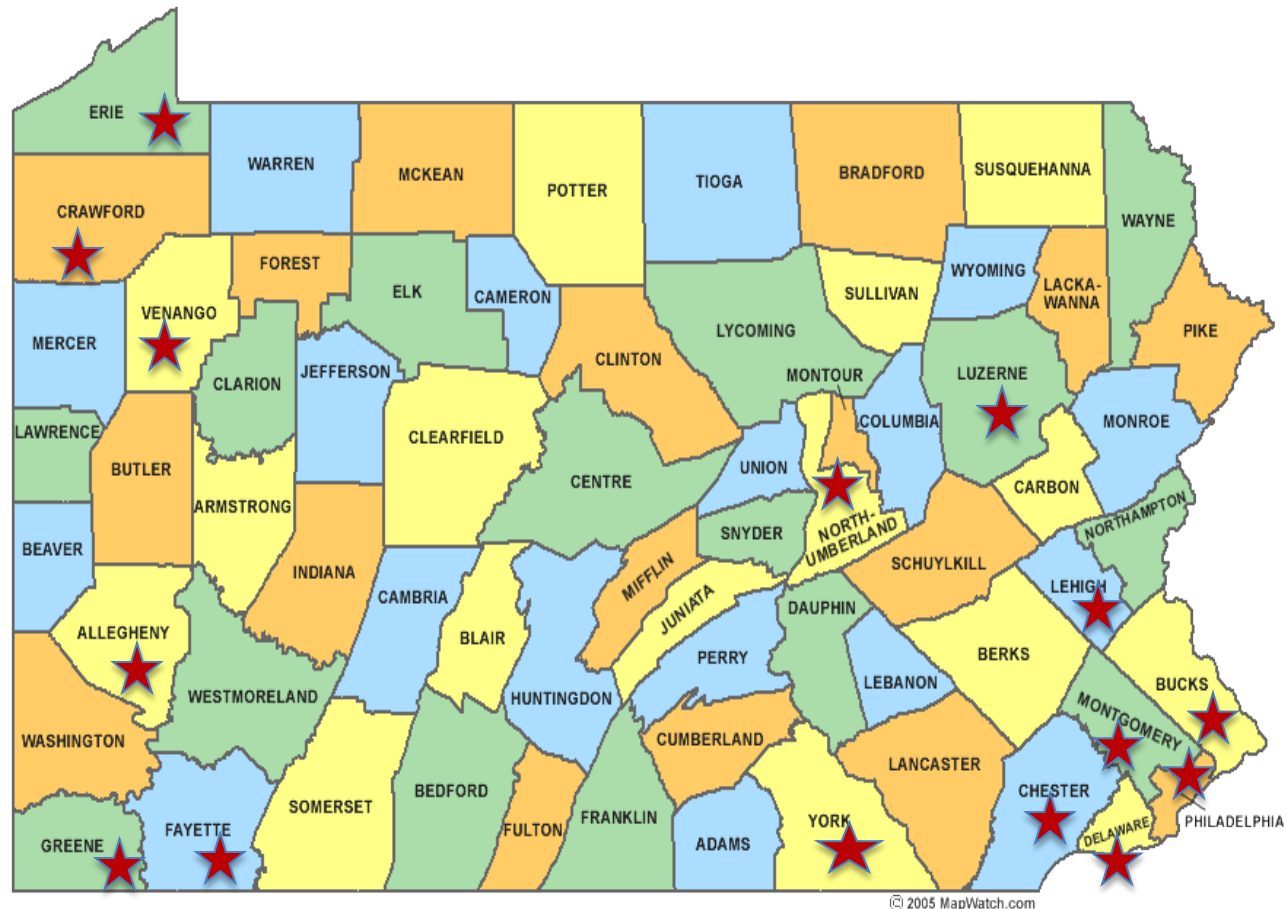 ERIE
WARREN
MCKEAN
POTTER
TIOGA
BRADFORD
SUSQUEHANNA
WAYNE
CRAWFORD
FOREST
ELK
CAMERON
SULLIVAN
WYOMING
LACKA-
WANNA
PIKE
MERCER
VENANGO
CLARION
JEFFERSON
CLINTON
LYCOMING
MONTOUR
COLUMBIA
LUZERNE
MONROE
LAWRENCE
BUTLER
ARMSTRONG
CLEARFIELD
CENTRE
UNION
SNYDER
NORTH-
UMBERLAND
CARBON
NORTHAMPTON
BEAVER
INDIANA
CAMBRIA
BLAIR
MIFFLIN
JUNIATA
DAUPHIN
SCHUYLKILL
LEHIGH
ALLEGHENY
WESTMORELAND
HUNTINGDON
PERRY
LEBANON
BERKS
BUCKS
MONTGOMERY
WASHINGTON
CUMBERLAND
LANCASTER
CHESTER
GREENE
FAYETTE
SOMERSET
BEDFORD
FULTON
FRANKLIN
ADAMS
YORK
DELAWARE
PHILADELPHIA
© 2005 MapWatch.com